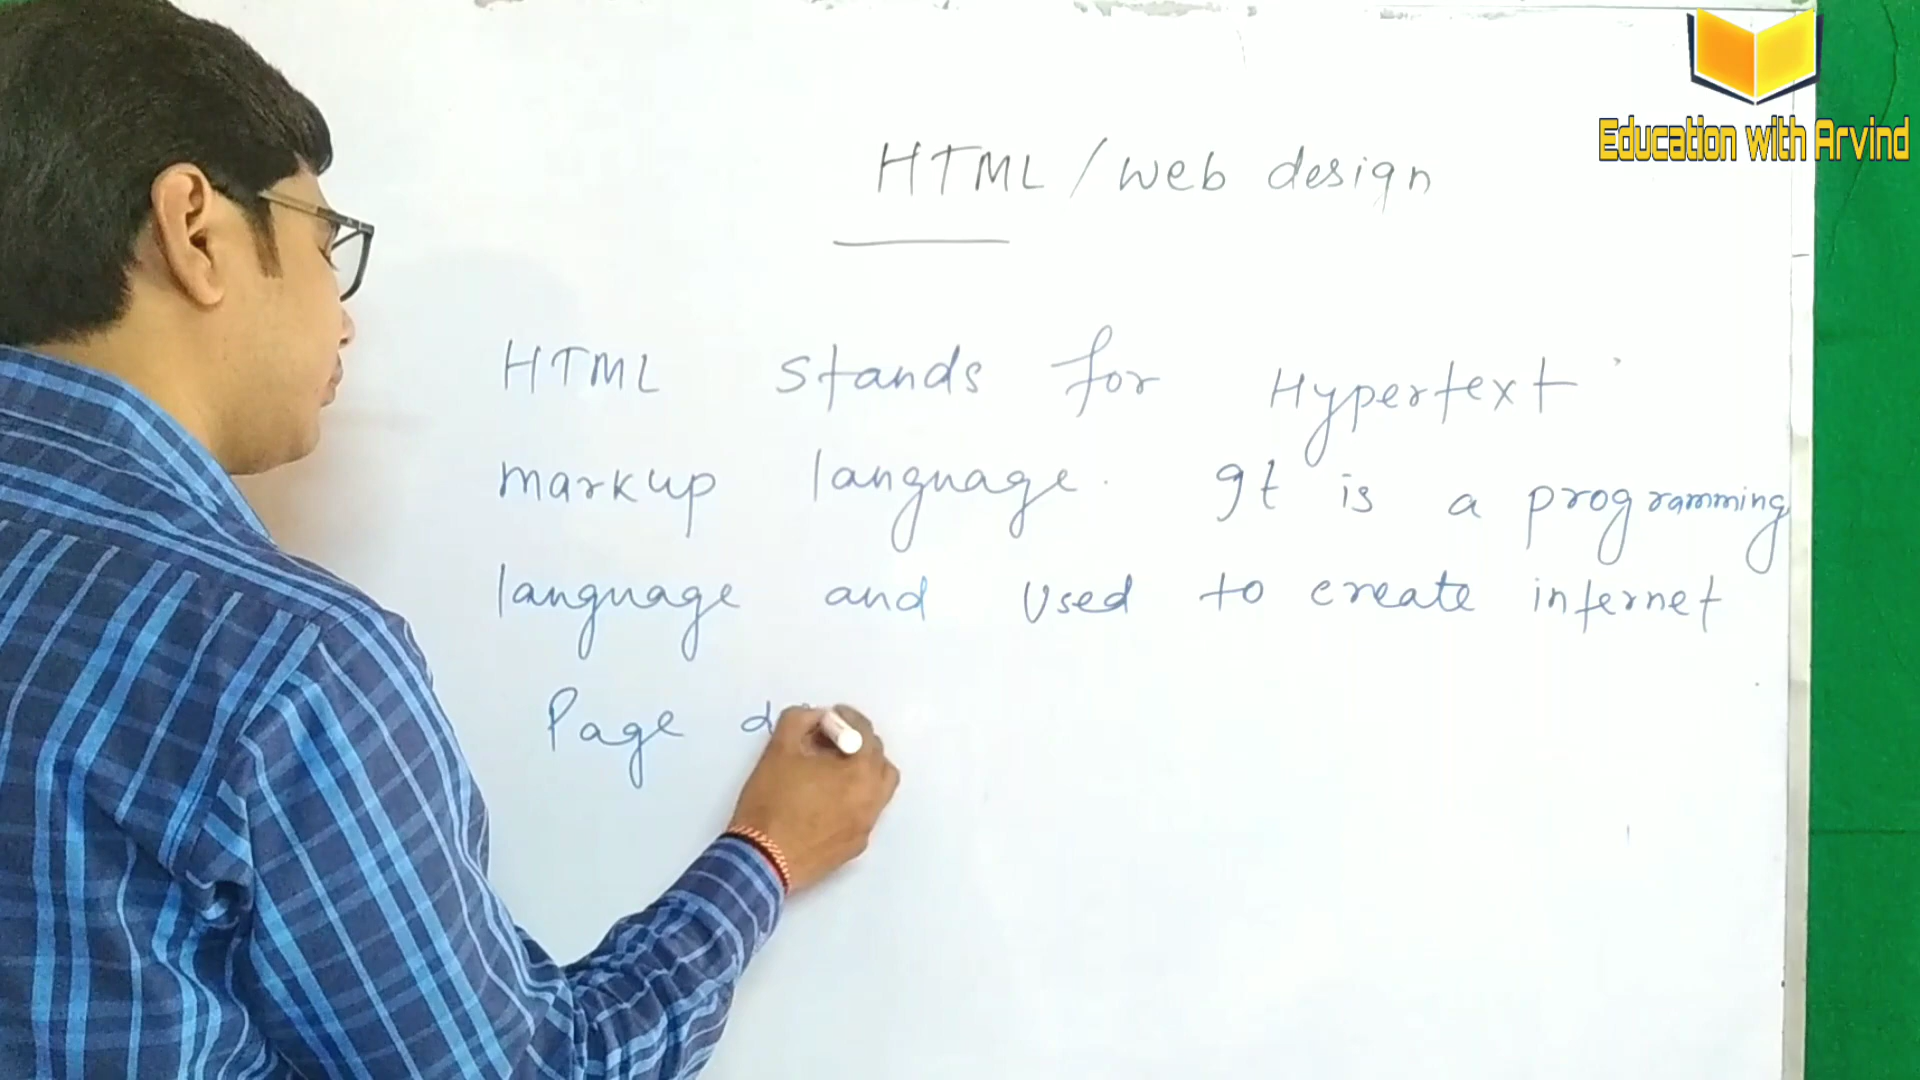 Education with Arvind
HTML / web design
HTML stands for Hypertext
markup language. It is a programming
language and used to create internet
Page